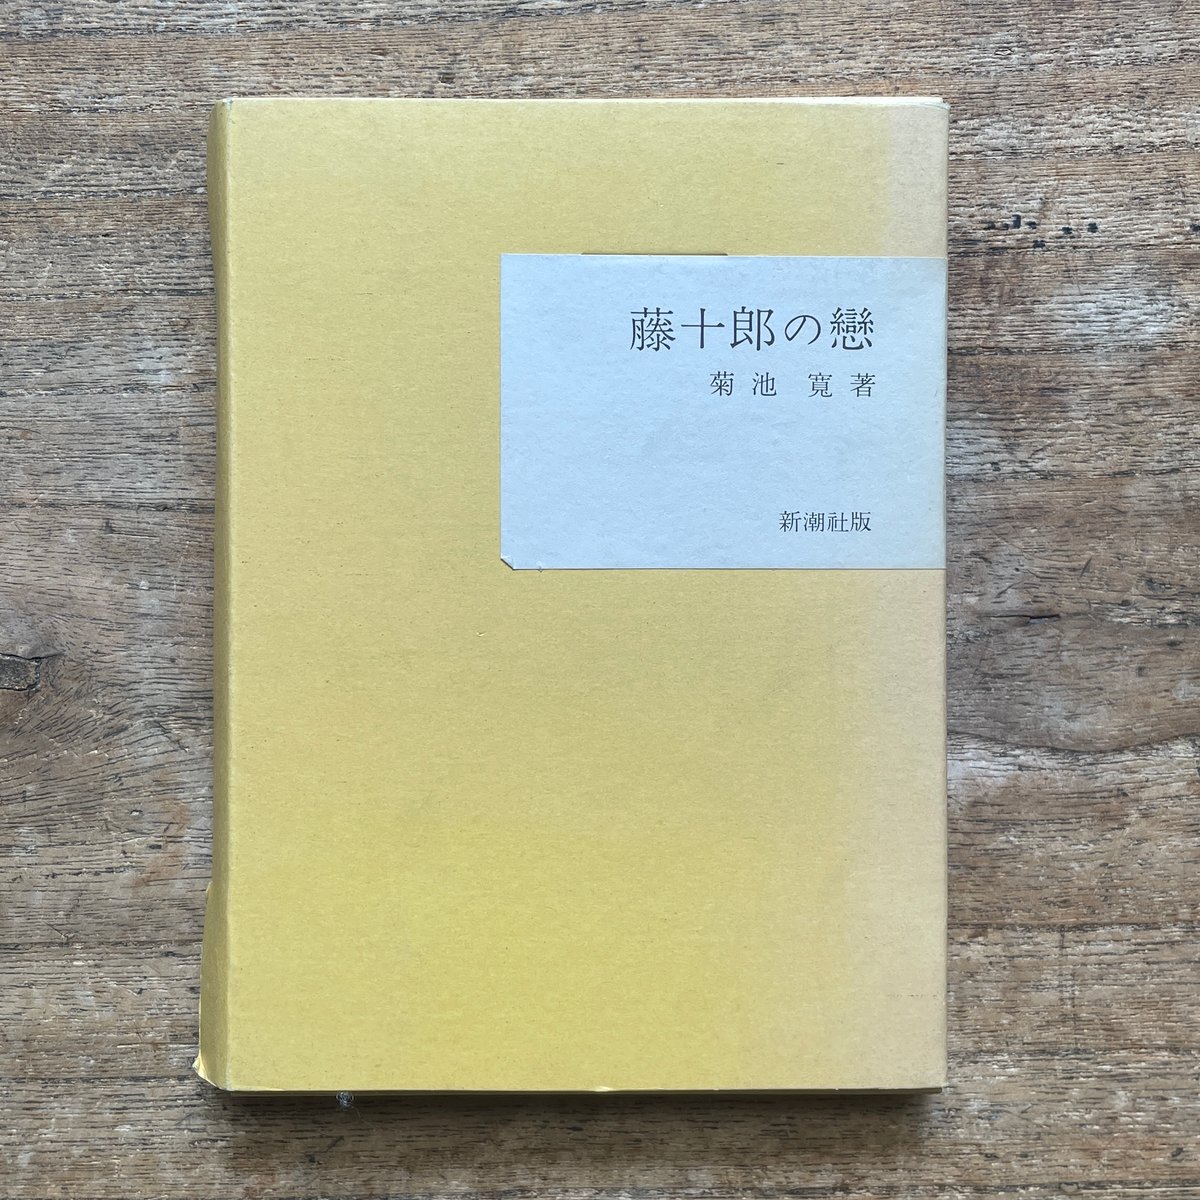 藤十郎の戀
菊池 寛 著
新潮社版